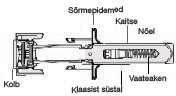 Sõrmepidemed
Kaitse
Nõel
Vaateaken
Kolb
Klaasist süstal